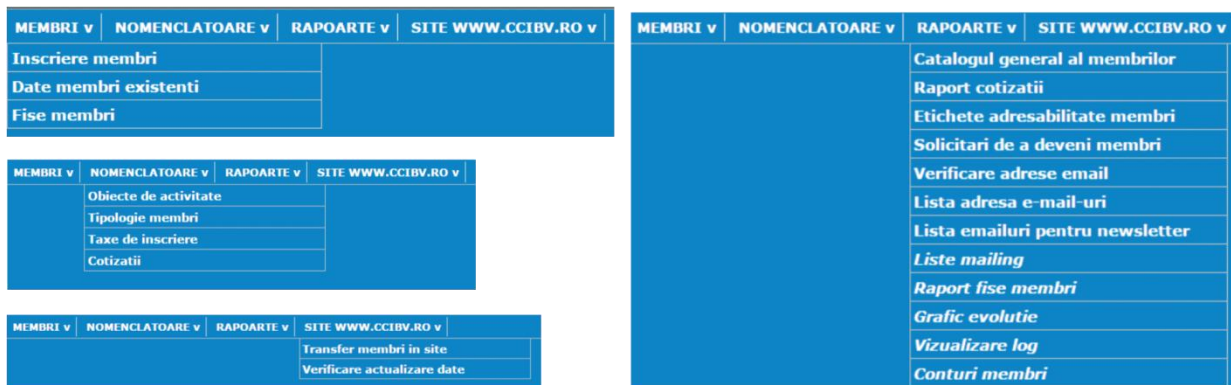 MEMBRI v NOMENCLATOARE v RAPOARTE v SITE WWW.CCIBV.RO v
Inscriere membri
Date membri existenti
Fise membri
MEMBRI v NOMENCLATOARE v RAPOARTE v SITE WWW.CCIBV.RO v
Obiecte de activitate
Tipologie membri
Taxe de inscriere
Cotizatii
MEMBRI v NOMENCLATOARE v RAPOARTE v SITE WWW.CCIBV.RO v
Transfer membri in site
Verificare actualizare date
MEMBRI v NOMENCLATOARE v RAPOARTE v SITE WWW.CCIBV.RO v
Catalogul general al membrilor
Raport cotizatii
Etichete adresabilitate membri
Solicitari de a deveni membri
Verificare adrese email
Lista adresa e-mail-uri
Lista emailuri pentru newsletter
Liste mailing
Raport fise membri
Grafic evolutie
Vizualizare log
Conturi membri